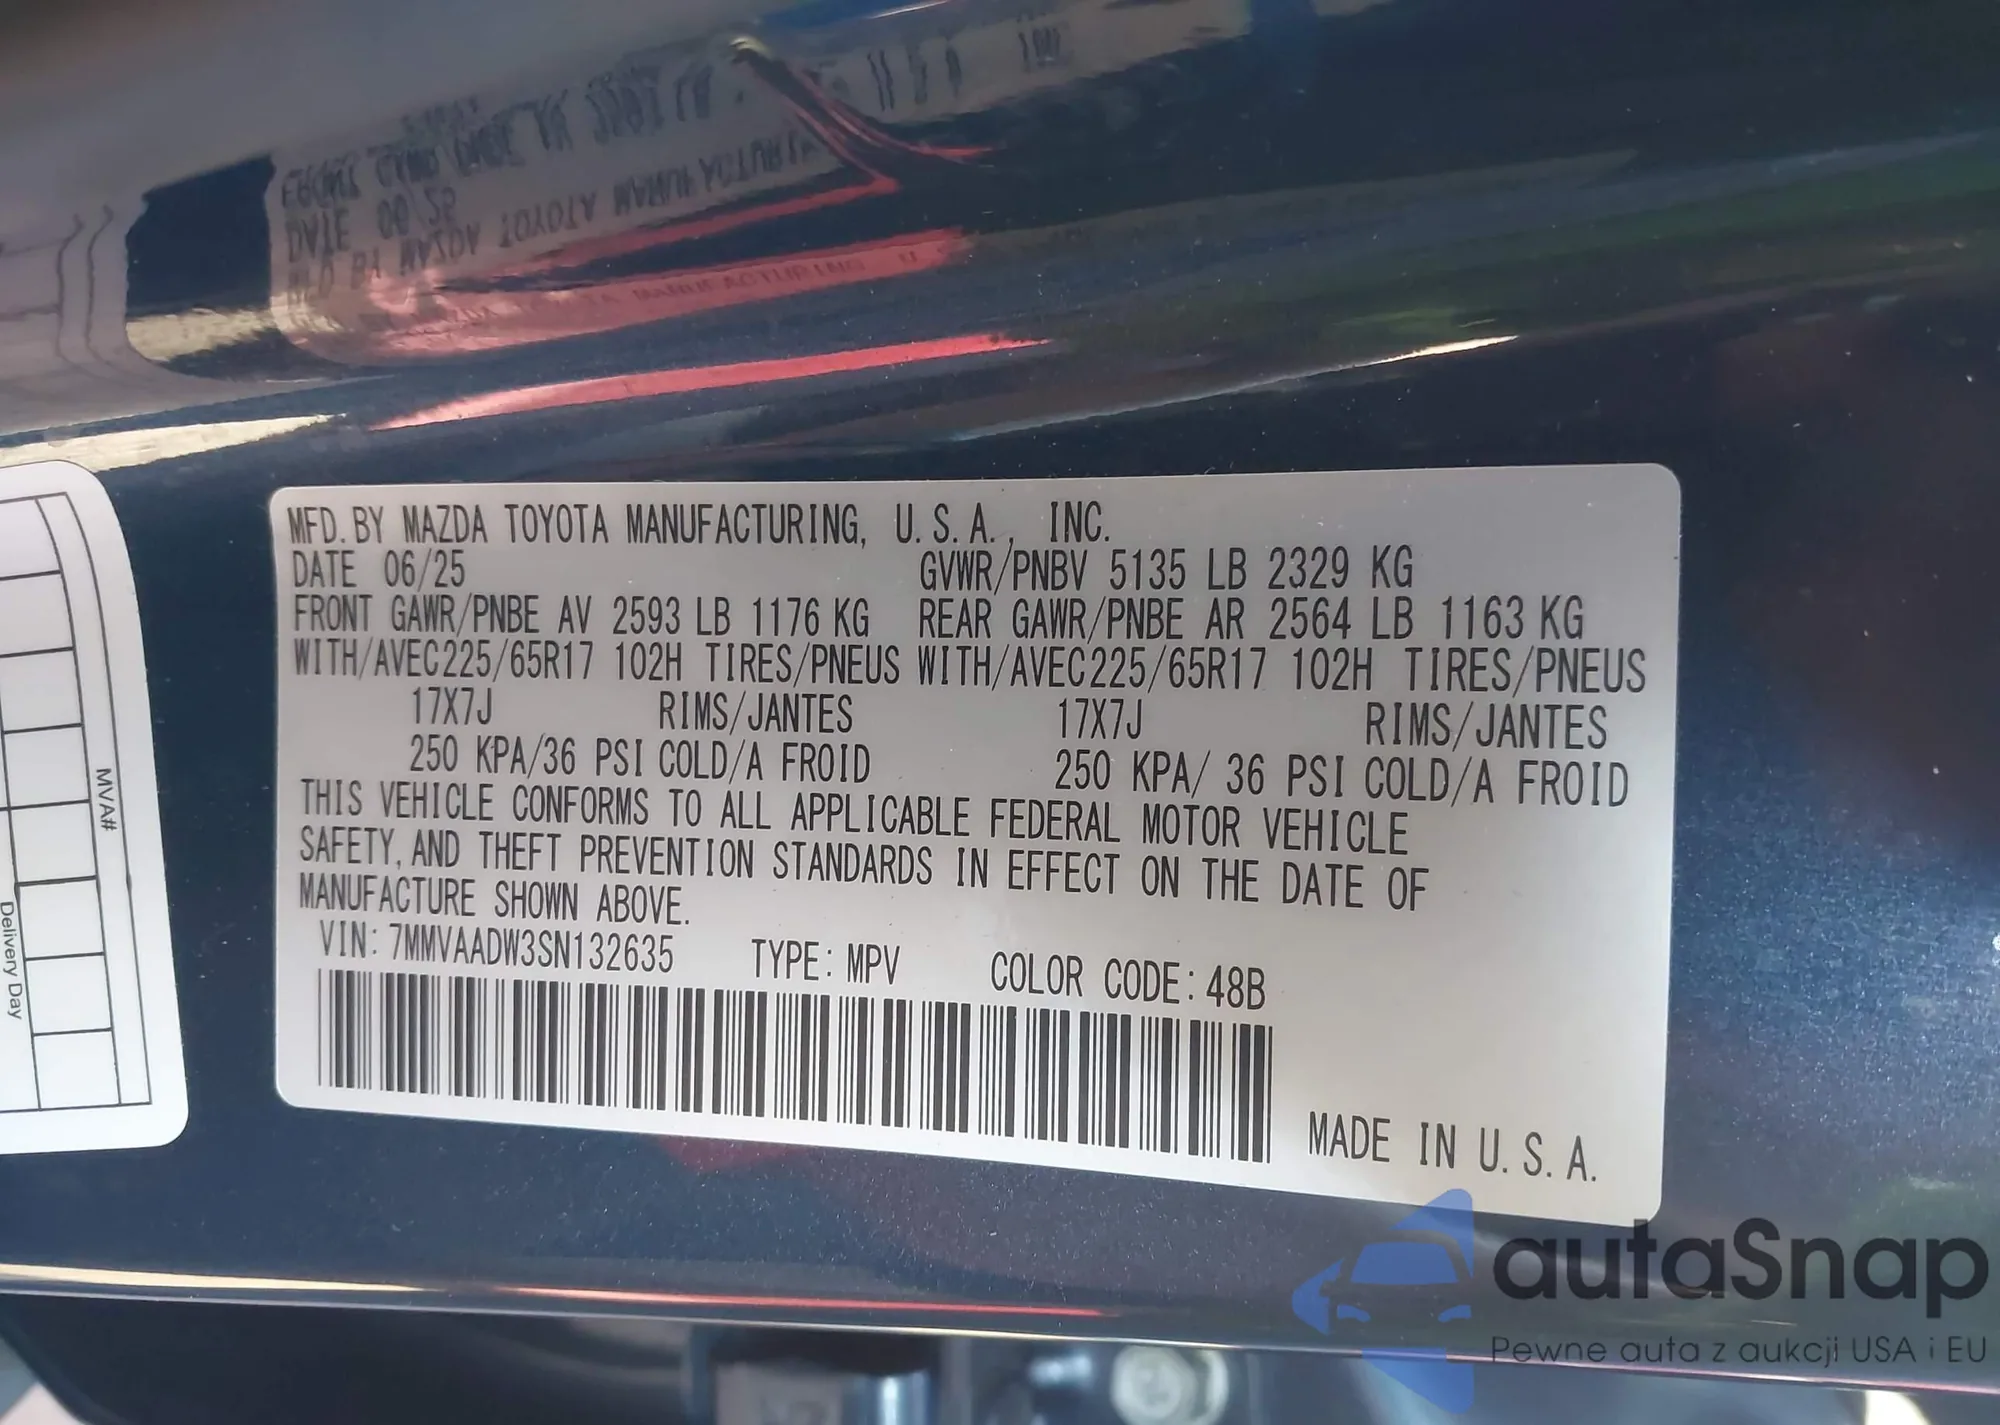 MFD. BY MAZDA TOYOTA MANUFACTURING, U.S.A., INC.
DATE 06/25 GVWR/PNBV 5135 LB 2329 KG
FRONT GAWR/PNBE AV 2593 LB 1176 KG REAR GAWR/PNBE AR 2564 LB 1163 KG
WITH/AVEC225/65R17 102H TIRES/PNEUS WITH/AVEC225/65R17 102H TIRES/PNEUS
17X7J RIMS/JANTES 17X7J RIMS/JANTES
250 KPA/36 PSI COLD/A FROID 250 KPA/ 36 PSI COLD/A FROID
THIS VEHICLE CONFORMS TO ALL APPLICABLE FEDERAL MOTOR VEHICLE
SAFETY, AND THEFT PREVENTION STANDARDS IN EFFECT ON THE DATE OF
MANUFACTURE SHOWN ABOVE.
VIN: 7MMVAADW3SN132635 TYPE: MPV COLOR CODE: 48B
MADE IN U.S.A.
MVA#
Delivery Day
autaSnap
Pewne auta z aukcji USA i EU